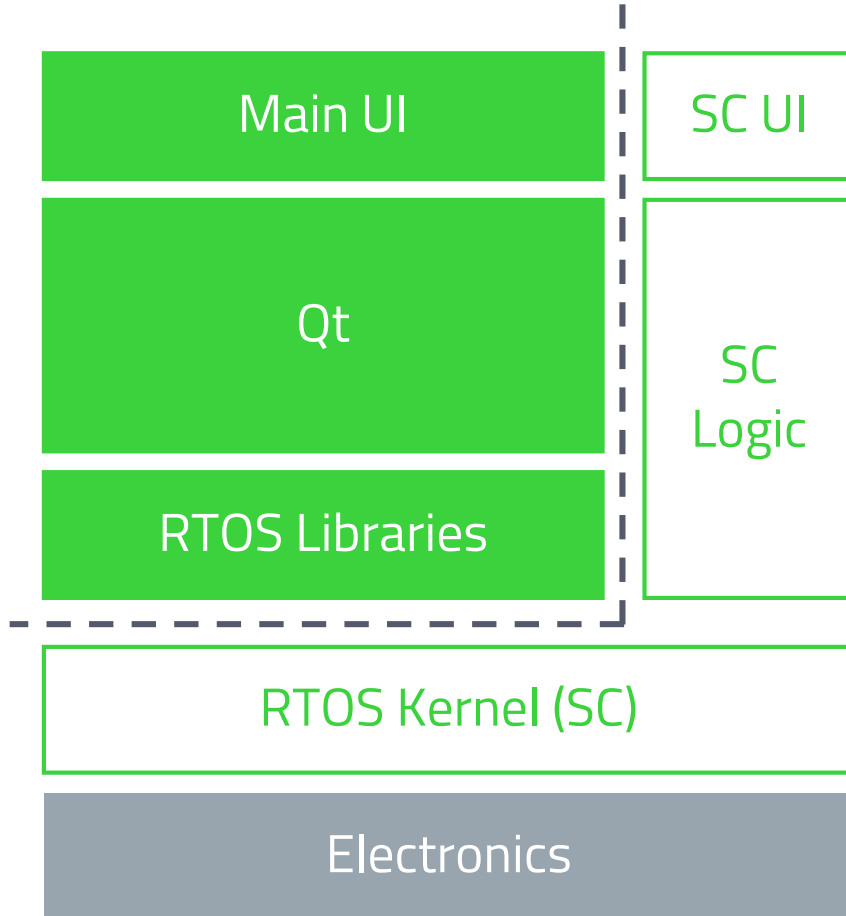 Main UI
SC UI
Qt
SC
Logic
RTOS Libraries
RTOS Kernel (SC)
Electronics